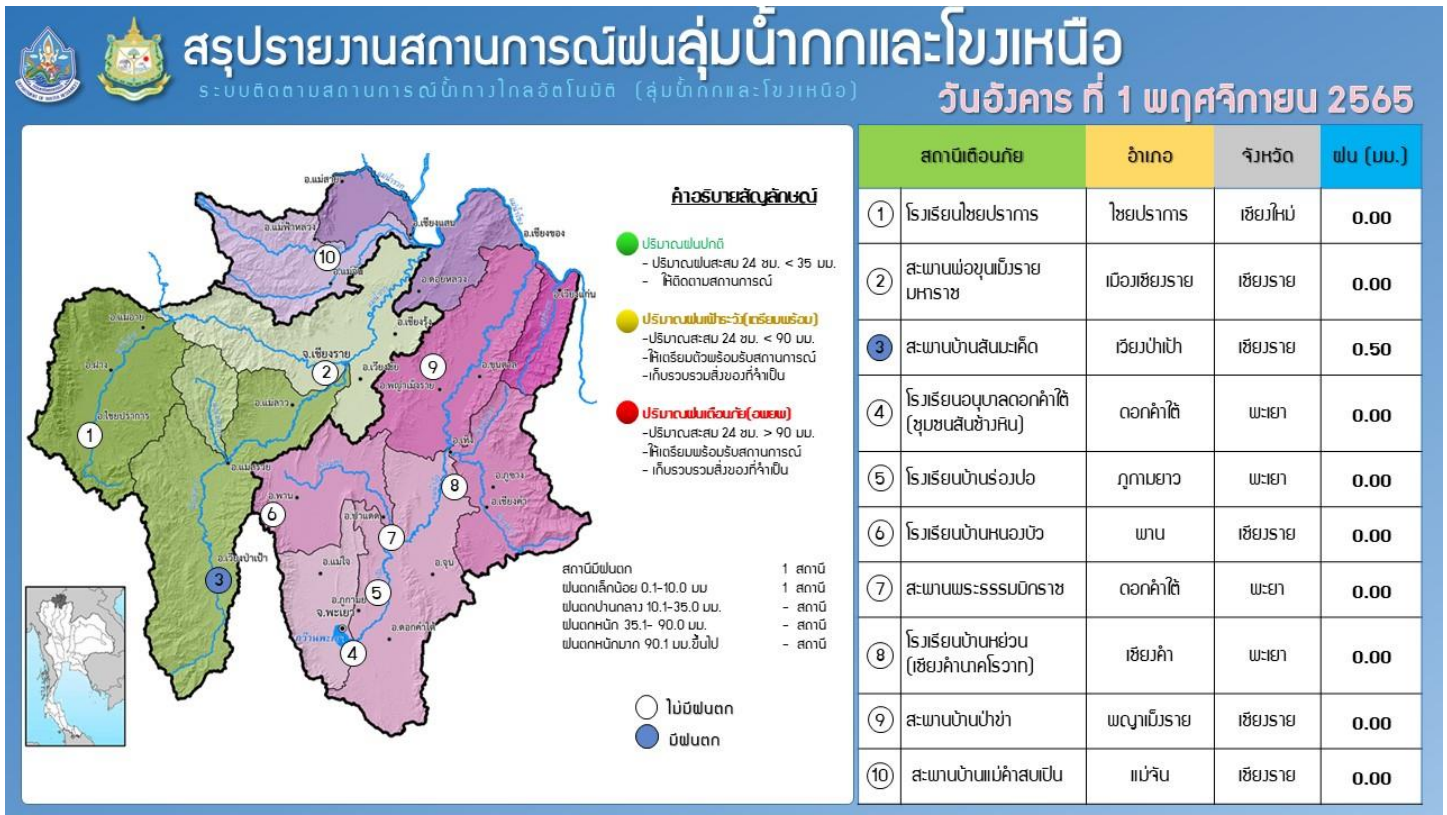 สรุปรายงานสถานการณ์ฝนลุ่มน้ำกกและโขงเหนือ
ระบบติดตามสถานการณ์น้ำทางไกลอัตโนมัติ (ลุ่มน้ำกกและโขงเหนือ)
วันอังคาร ที่ 1 พฤศจิกายน 2565
อ.แม่สาย
อ.แม่ฟ้าหลวง
อ.เชียงแสน
อ.เชียงของ
10
อ.ดอยหลวง
อ.เวียงแก่น
อ.แม่อาย
อ.เชียงรุ้ง
อ.ฝาง
จ.เชียงราย
2
อ.พญาเม็งราย
9
อ.ขุนตาล
อ.ไชยปราการ
1
อ.แม่ลาว
อ.เทิง
อ.แม่สรวย
8
อ.ภูซาง
อ.เชียงคำ
อ.พาน
6
อ.ป่าแดด
7
อ.เวียงป่าเป้า
3
อ.แม่ใจ
อ.จุน
5
จ.พะเยา
อ.ดอกคำใต้
4
คำอธิบายสัญลักษณ์
ปริมาณฝนปกติ
- ปริมาณฝนสะสม 24 ชม. < 35 มม.
- ให้ติดตามสถานการณ์
ปริมาณฝนเฝ้าระวัง(เตรียมพร้อม)
-ปริมาณสะสม 24 ชม. < 90 มม.
-ให้เตรียมตัวพร้อมรับสถานการณ์
-เก็บรวบรวมสิ่งของที่จำเป็น
ปริมาณฝนเตือนภัย(อพยพ)
-ปริมาณสะสม 24 ชม. > 90 มม.
-ให้เตรียมพร้อมรับสถานการณ์
- เก็บรวบรวมสิ่งของที่จำเป็น
สถานีมีฝนตก 1 สถานี
ฝนตกเล็กน้อย 0.1-10.0 มม 1 สถานี
ฝนตกปานกลาง 10.1-35.0 มม. - สถานี
ฝนตกหนัก 35.1- 90.0 มม. - สถานี
ฝนตกหนักมาก 90.1 มม.ขึ้นไป - สถานี
ไม่มีฝนตก
มีฝนตก
สถานีเตือนภัย อำเภอ จังหวัด ฝน (มม.)
1 โรงเรียนไชยปราการ ไชยปราการ เชียงใหม่ 0.00
2 สะพานพ่อขุนเม็งราย
มหาราช เมืองเชียงราย เชียงราย 0.00
3 สะพานบ้านสันมะเค็ด เวียงป่าเป้า เชียงราย 0.50
4 โรงเรียนอนุบาลดอกคำใต้
(ชุมชนสันช้างหิน) ดอกคำใต้ พะเยา 0.00
5 โรงเรียนบ้านร่องปอ ภูกามยาว พะเยา 0.00
6 โรงเรียนบ้านหนองบัว พาน เชียงราย 0.00
7 สะพานพระธรรมมิกราช ดอกคำใต้ พะยา 0.00
8 โรงเรียนบ้านหย่วน
(เชียงคำนาคโรวาท) เชียงคำ พะเยา 0.00
9 สะพานบ้านป่าข่า พญาเม็งราย เชียงราย 0.00
10 สะพานบ้านแม่คำสบเปิน แม่จัน เชียงราย 0.00